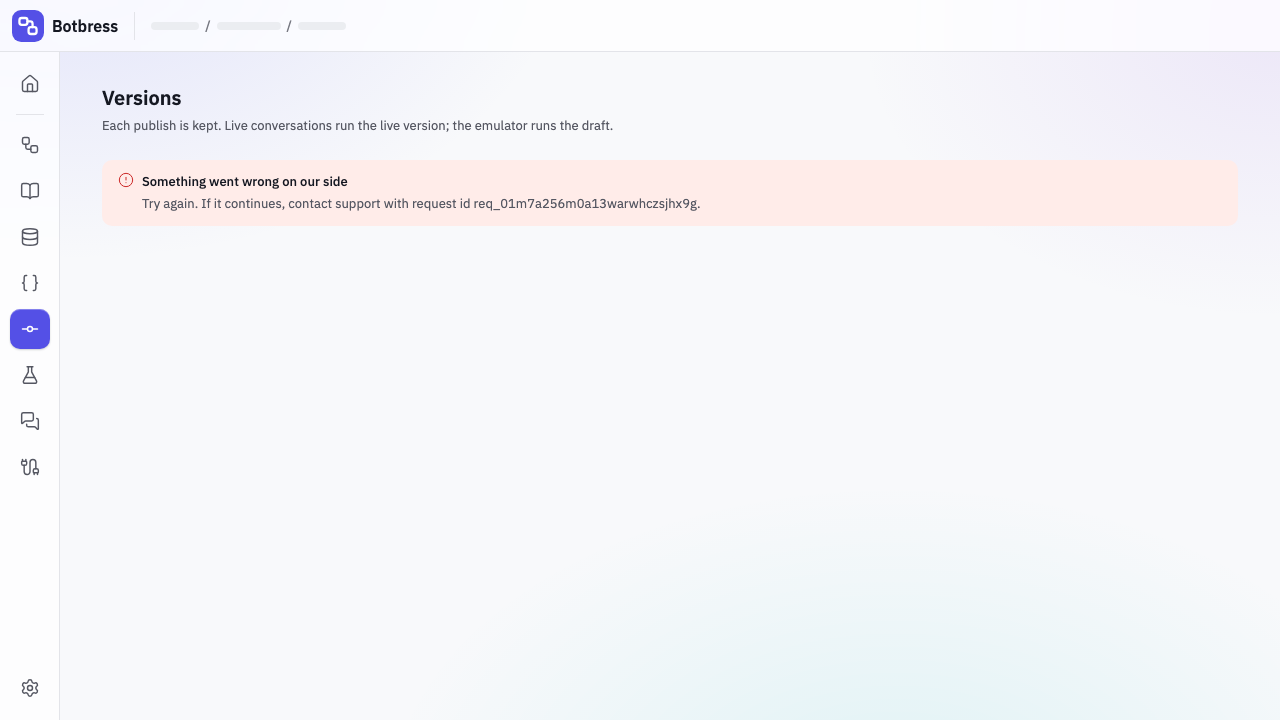 Botbress
/ /
Versions
Each publish is kept. Live conversations run the live version; the emulator runs the draft.
Something went wrong on our side
Try again. If it continues, contact support with request id req_01m7a256m0a13warwhczsjhx9g.